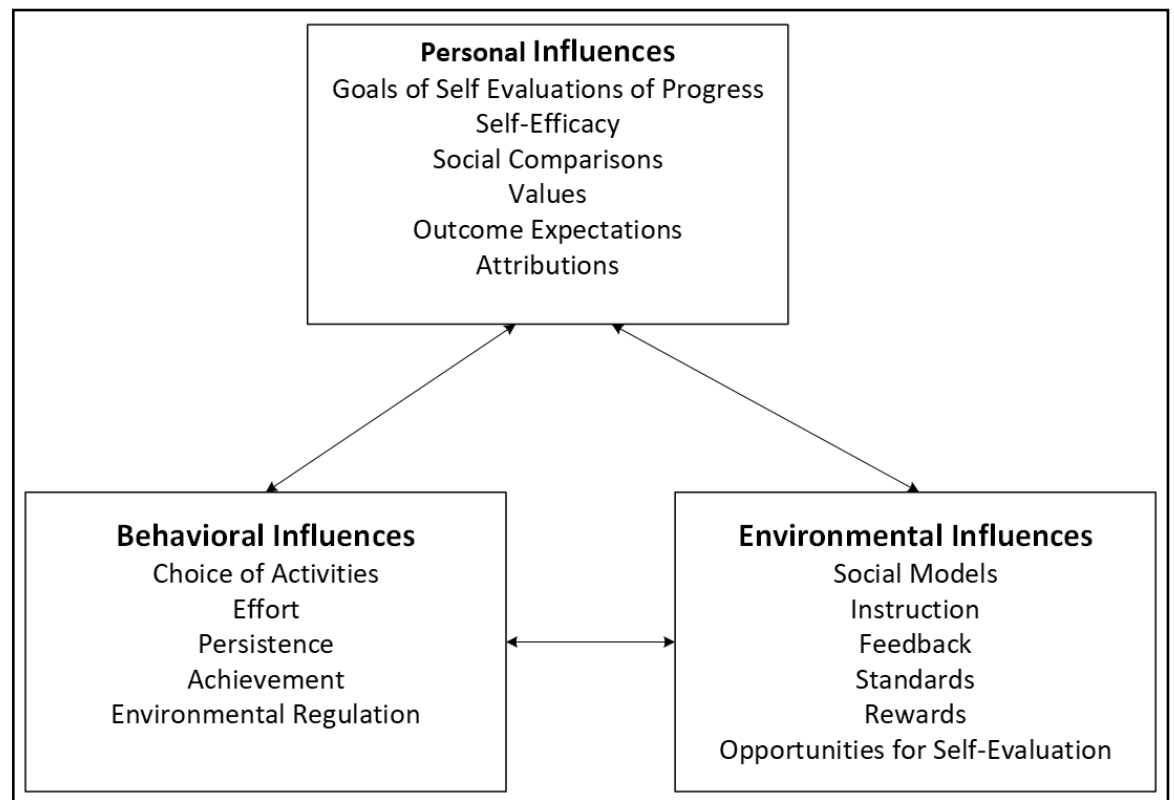 Personal Influences
Goals of Self Evaluations of Progress
Self-Efficacy
Social Comparisons
Values
Outcome Expectations
Attributions
Behavioral Influences
Choice of Activities
Effort
Persistence
Achievement
Environmental Regulation
Environmental Influences
Social Models
Instruction
Feedback
Standards
Rewards
Opportunities for Self-Evaluation